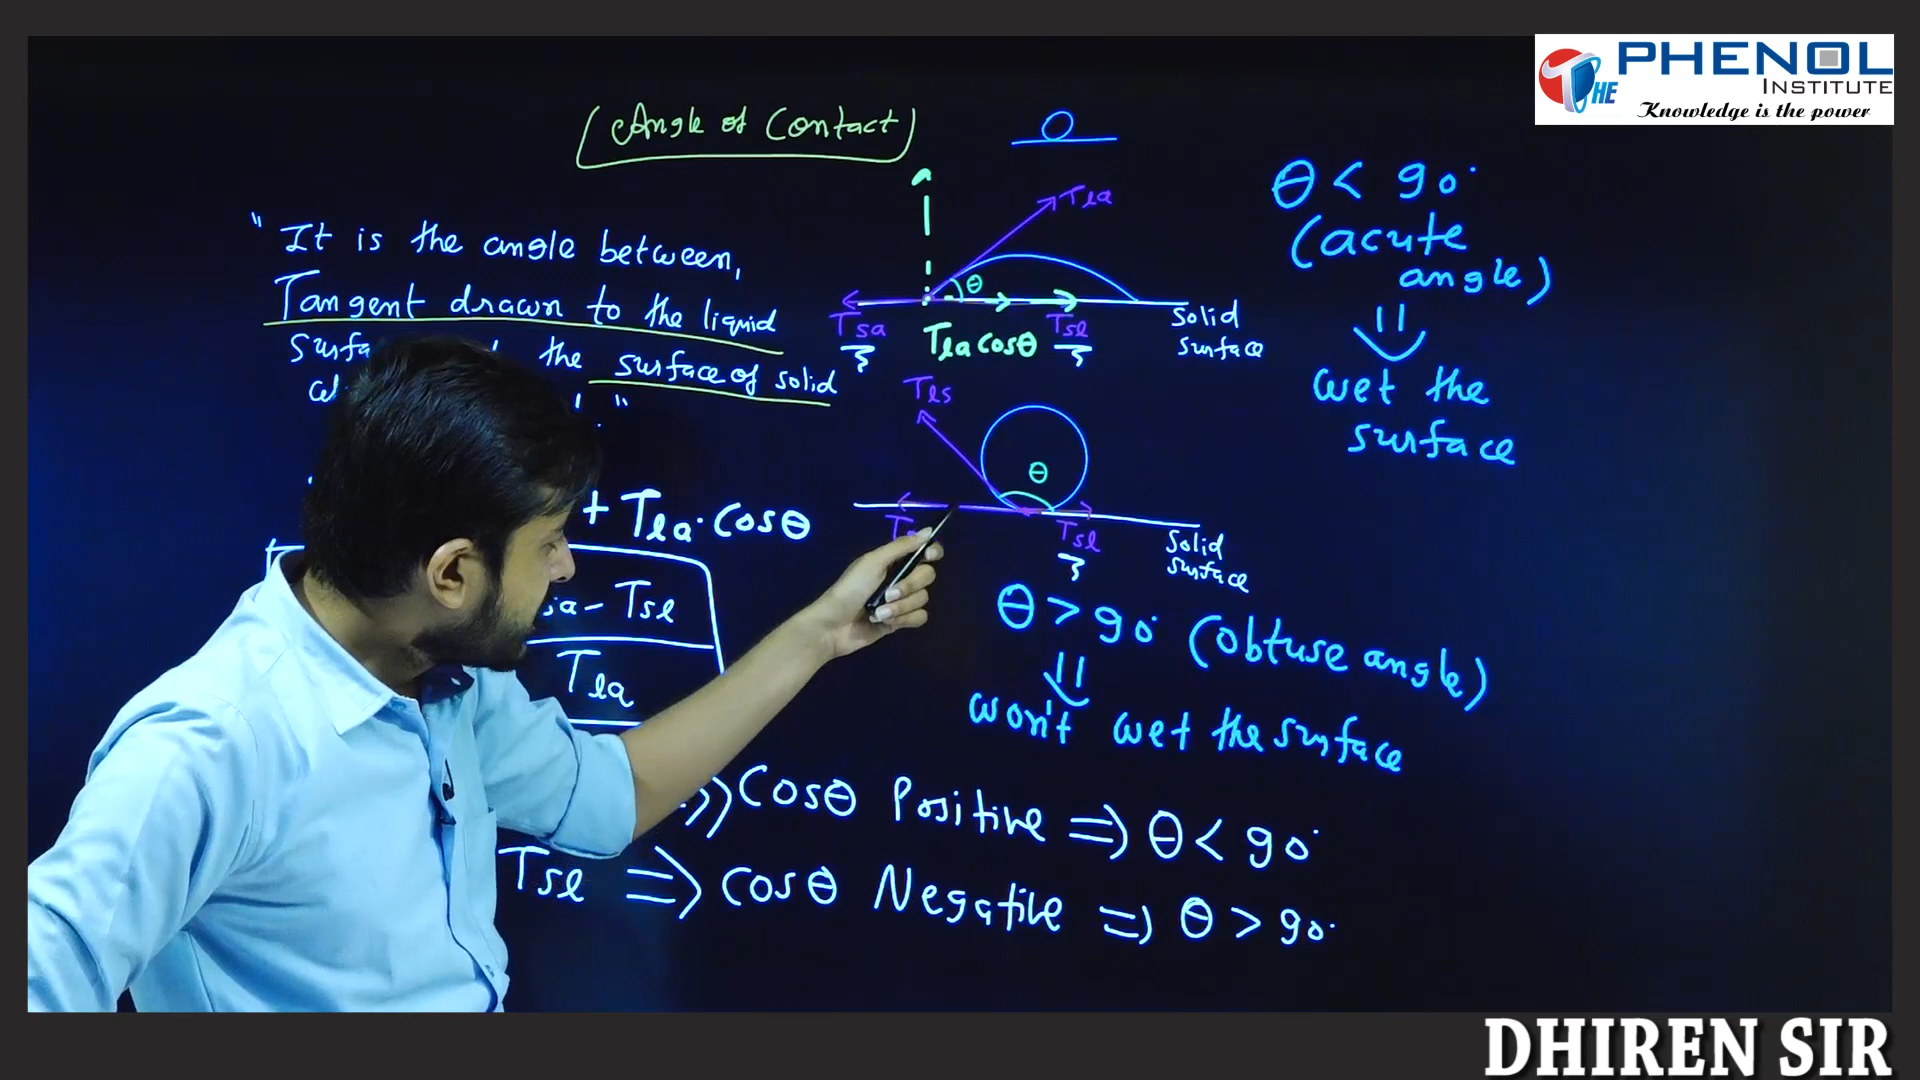 THE PHENOL
INSTITUTE
Knowledge is the power
(Angle of Contact)
"It is the angle between,
Tangent drawn to the liquid
the surface of solid
"
Tla
θ
Tsa
Tla cosθ
Tsl
Solid
surface
θ < 90°
(acute
angle)
wet the
surface
Tls
θ
Tsl
Solid
surface
θ > 90° (obtuse angle)
won't wet the surface
+ Tla·cosθ
- Tsl
Tla
⇒ Cosθ Positive ⇒ θ < 90°
Tsl ⇒ cosθ Negative ⇒ θ > 90°
DHIREN SIR